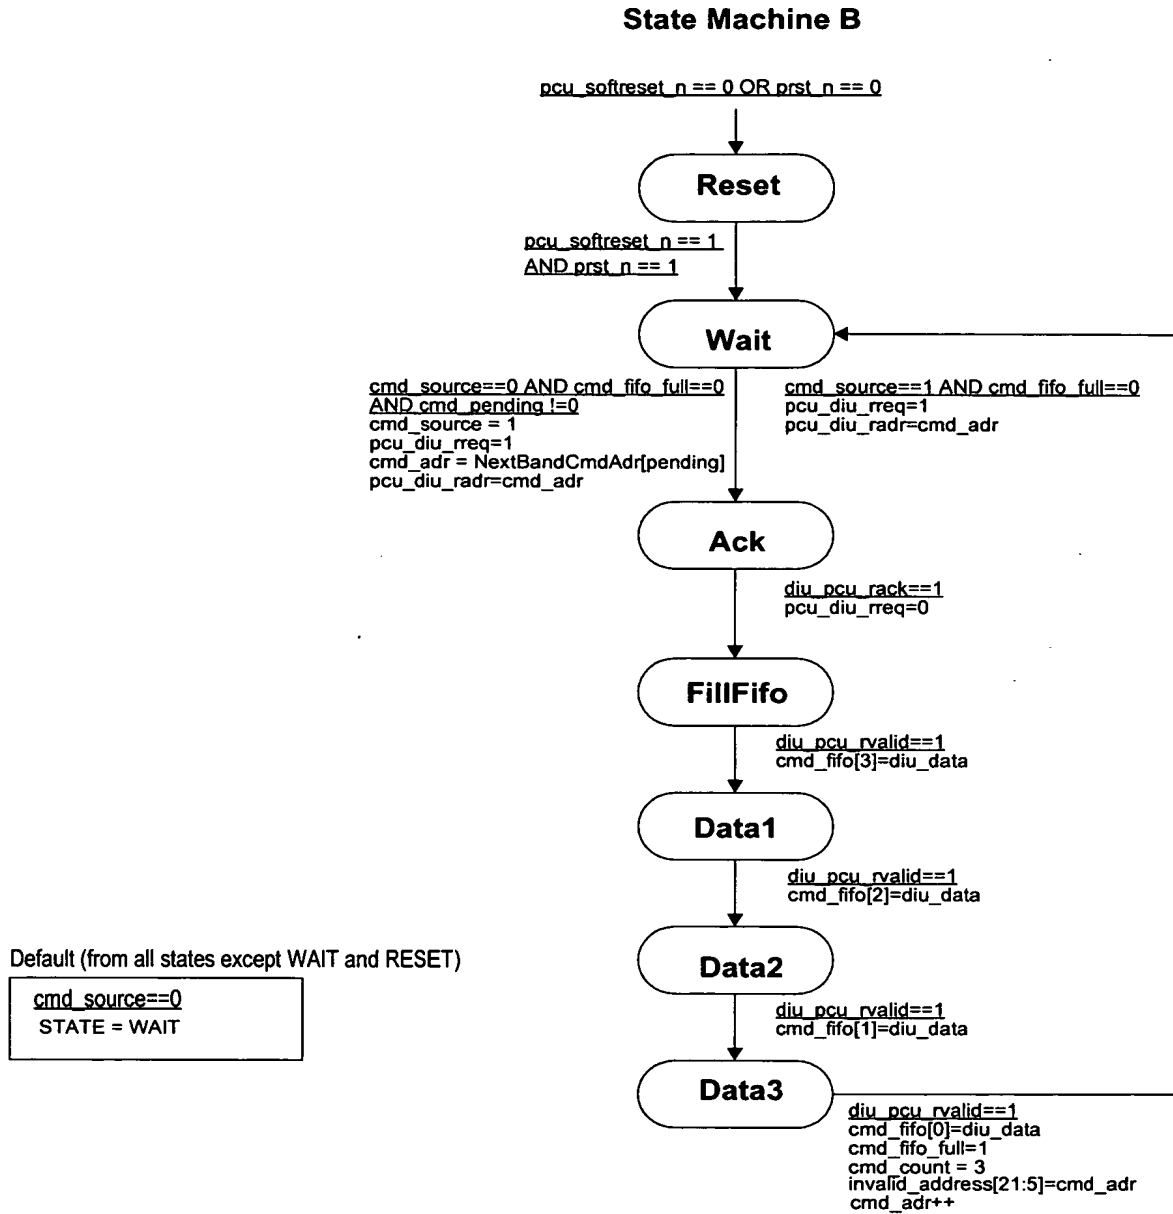 State Machine B
pcu_softreset_n == 0 OR prst_n == 0
Reset
pcu_softreset_n == 1
AND prst_n == 1
Wait
cmd_source==0 AND cmd_fifo_full==0
AND cmd_pending !=0
cmd_source = 1
pcu_diu_rreq=1
cmd_adr = NextBandCmdAdr[pending]
pcu_diu_radr=cmd_adr
cmd_source==1 AND cmd_fifo_full==0
pcu_diu_rreq=1
pcu_diu_radr=cmd_adr
Ack
diu_pcu_rack==1
pcu_diu_rreq=0
FillFifo
diu_pcu_rvalid==1
cmd_fifo[3]=diu_data
Data1
diu_pcu_rvalid==1
cmd_fifo[2]=diu_data
Data2
diu_pcu_rvalid==1
cmd_fifo[1]=diu_data
Default (from all states except WAIT and RESET)
cmd_source==0
STATE = WAIT
Data3
diu_pcu_rvalid==1
cmd_fifo[0]=diu_data
cmd_fifo_full=1
cmd_count = 3
invalid_address[21:5]=cmd_adr
cmd_adr++